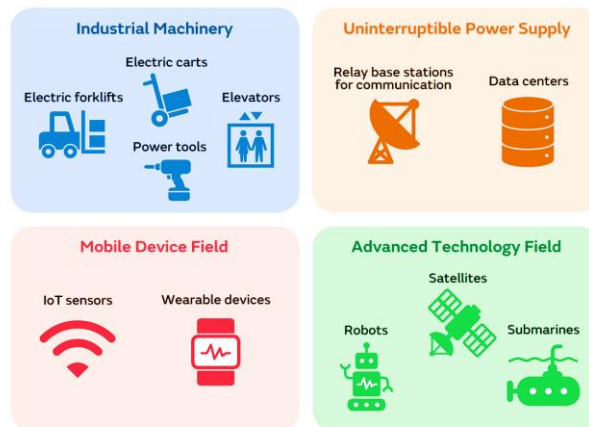 Industrial Machinery
Electric carts
Electric forklifts
Elevators
Power tools
Uninterruptible Power Supply
Relay base stations
for communication
Data centers
Mobile Device Field
IoT sensors
Wearable devices
Advanced Technology Field
Satellites
Robots
Submarines